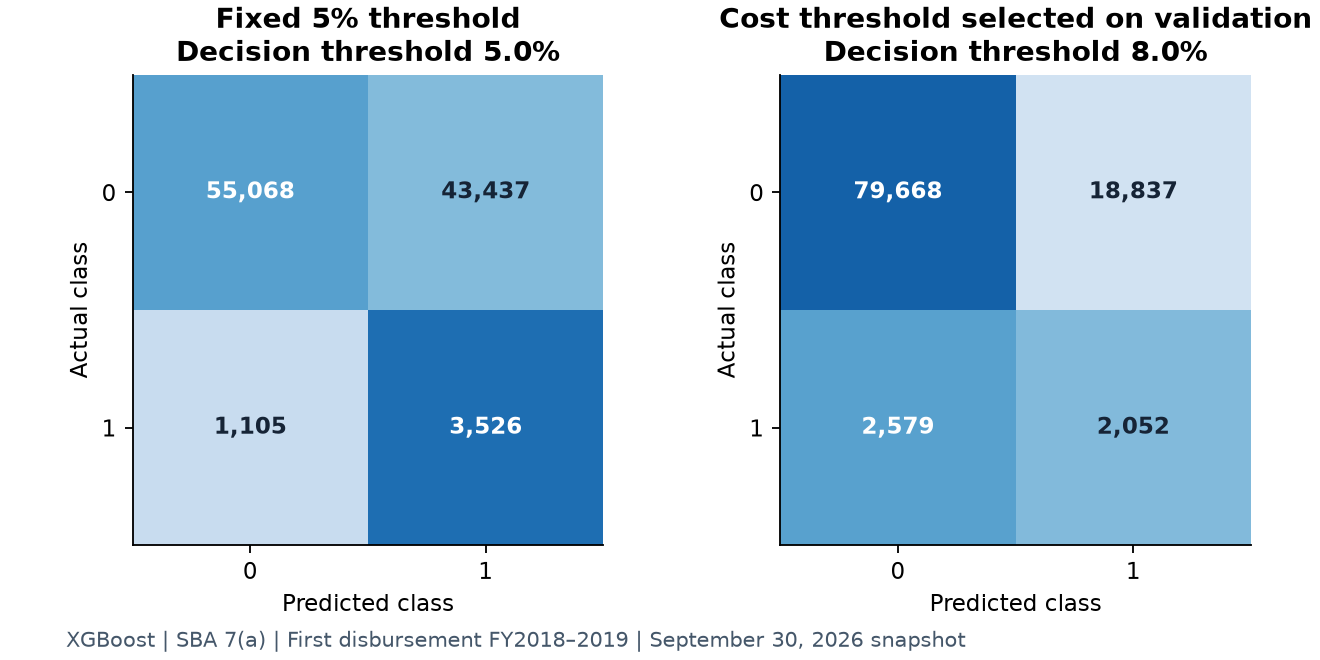 Fixed 5% threshold
Decision threshold 5.0%
Actual class
0
55,068
43,437
1
1,105
3,526
0
1
Predicted class
Cost threshold selected on validation
Decision threshold 8.0%
Actual class
0
79,668
18,837
1
2,579
2,052
0
1
Predicted class
XGBoost | SBA 7(a) | First disbursement FY2018–2019 | September 30, 2026 snapshot